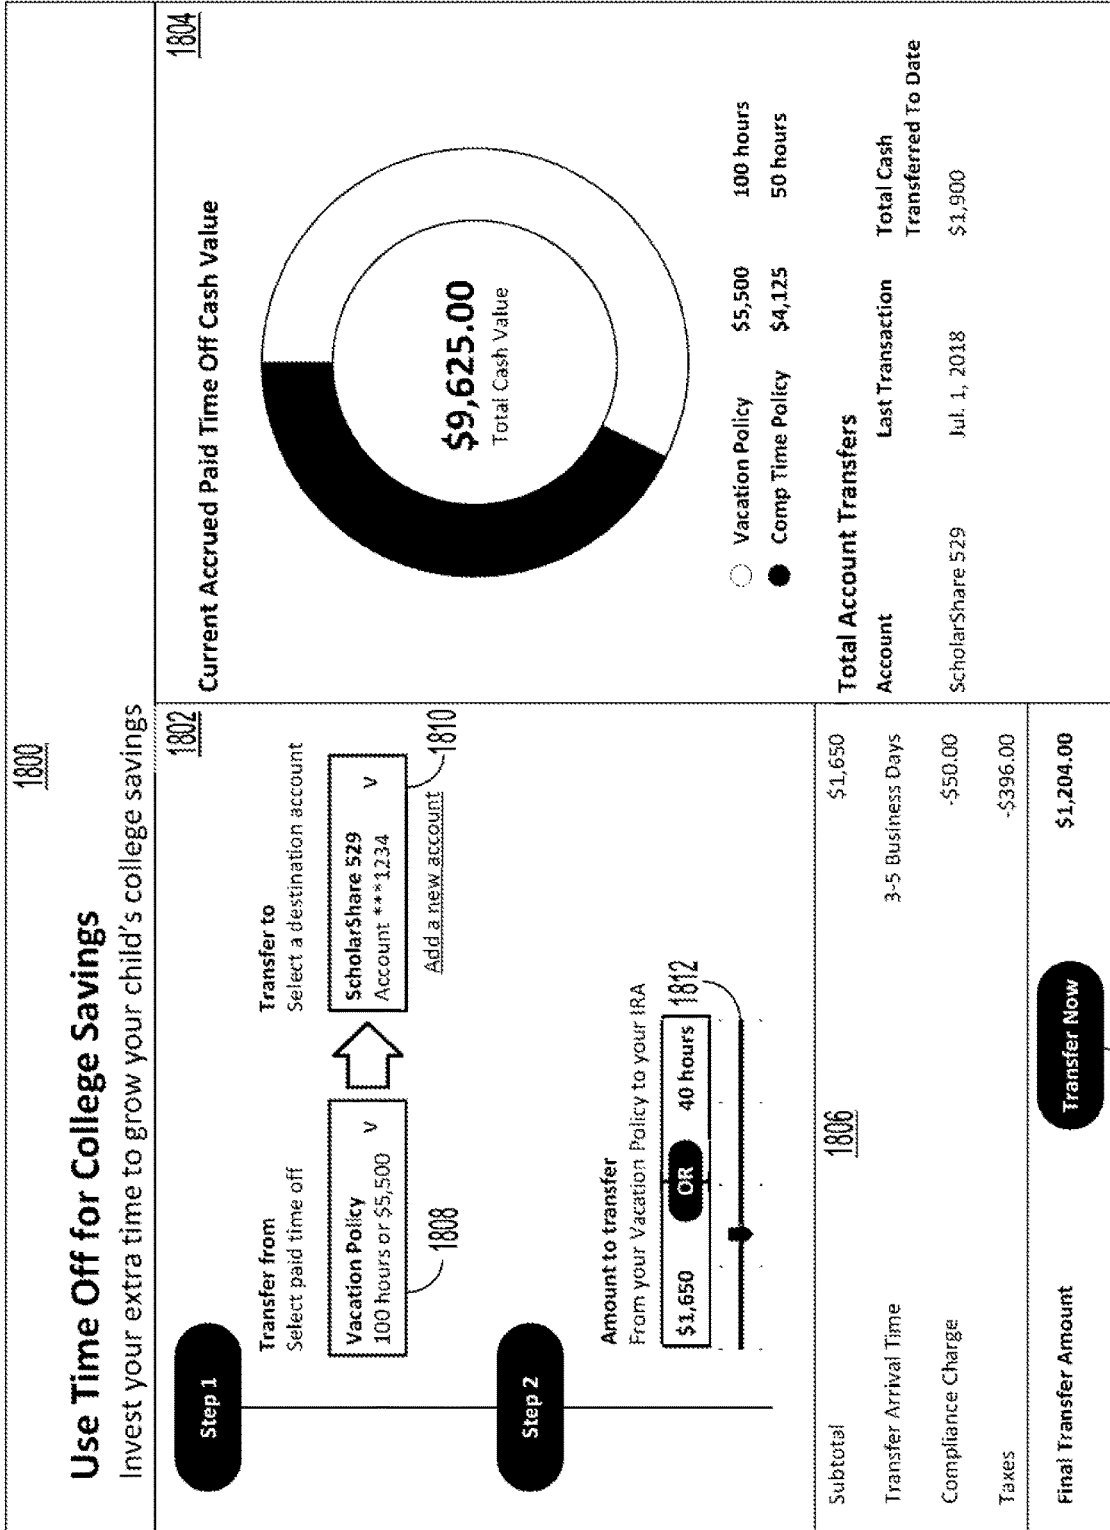 1800
Use Time Off for College Savings
Invest your extra time to grow your child's college savings
1802
Step 1
Transfer from
Select paid time off
Vacation Policy
100 hours or $5,500 V
1808
Transfer to
Select a destination account
ScholarShare 529
Account ***1234 V
Add a new account
1810
Step 2
Amount to transfer
From your Vacation Policy to your IRA
$1,650 OR 40 hours
1812
1806
Subtotal $1,650
Transfer Arrival Time 3-5 Business Days
Compliance Charge -$50.00
Taxes -$396.00
Final Transfer Amount Transfer Now $1,204.00
1804
Current Accrued Paid Time Off Cash Value
$9,625.00
Total Cash Value
Vacation Policy $5,500 100 hours
Comp Time Policy $4,125 50 hours
Total Account Transfers
Account Last Transaction Total Cash
Transferred To Date
ScholarShare 529 Jul. 1, 2018 $1,900